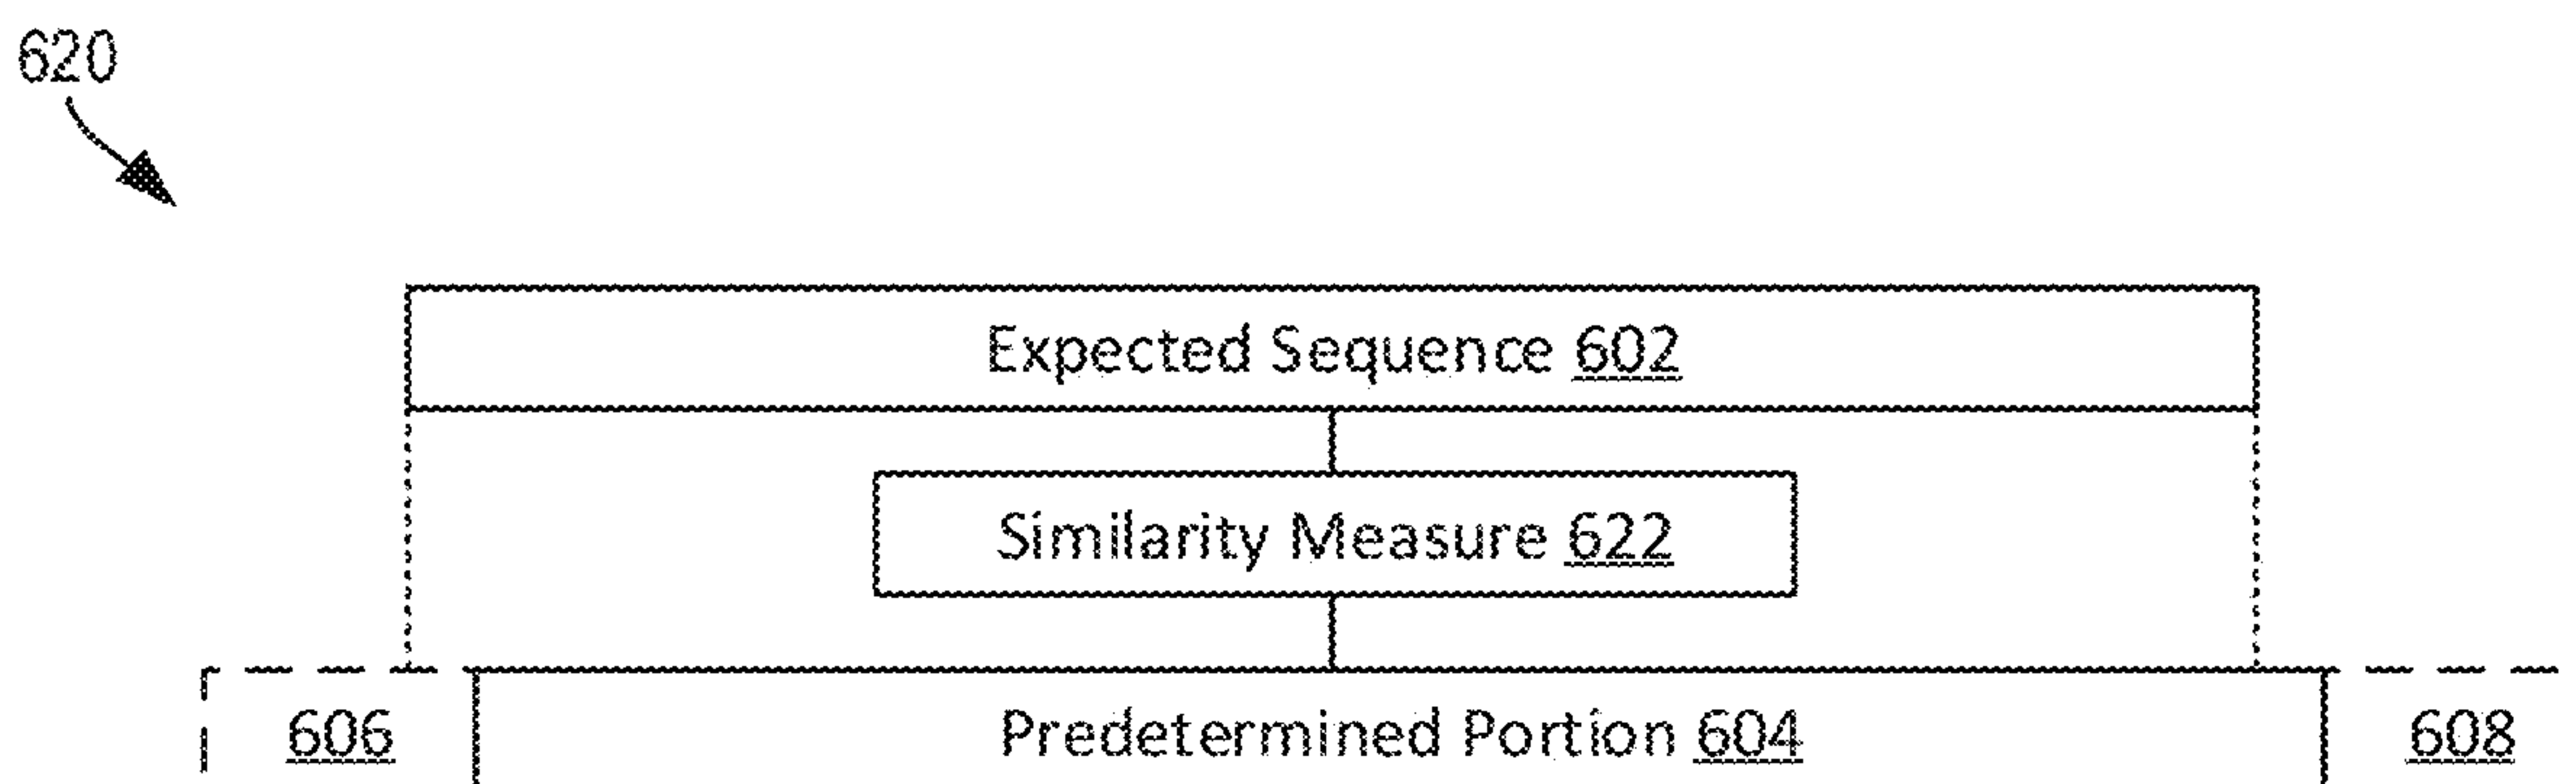 620
Expected Sequence 602
Similarity Measure 622
606 Predetermined Portion 604 608